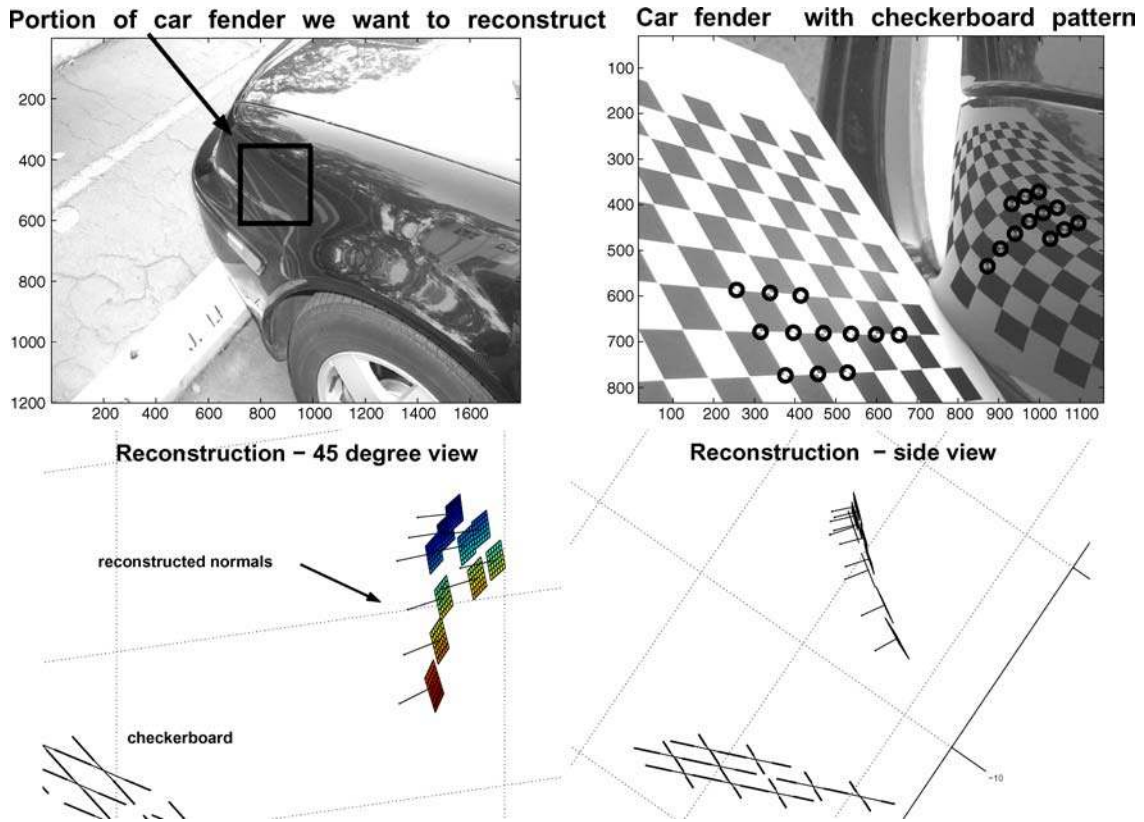 Portion of car fender we want to reconstruct
Car fender with checkerboard pattern
200
400
600
800
1000
1200
200 400 600 800 1000 1200 1400 1600
100
200
300
400
500
600
700
800
100 200 300 400 500 600 700 800 900 1000 1100
Reconstruction – 45 degree view
reconstructed normals
checkerboard
Reconstruction – side view
−10